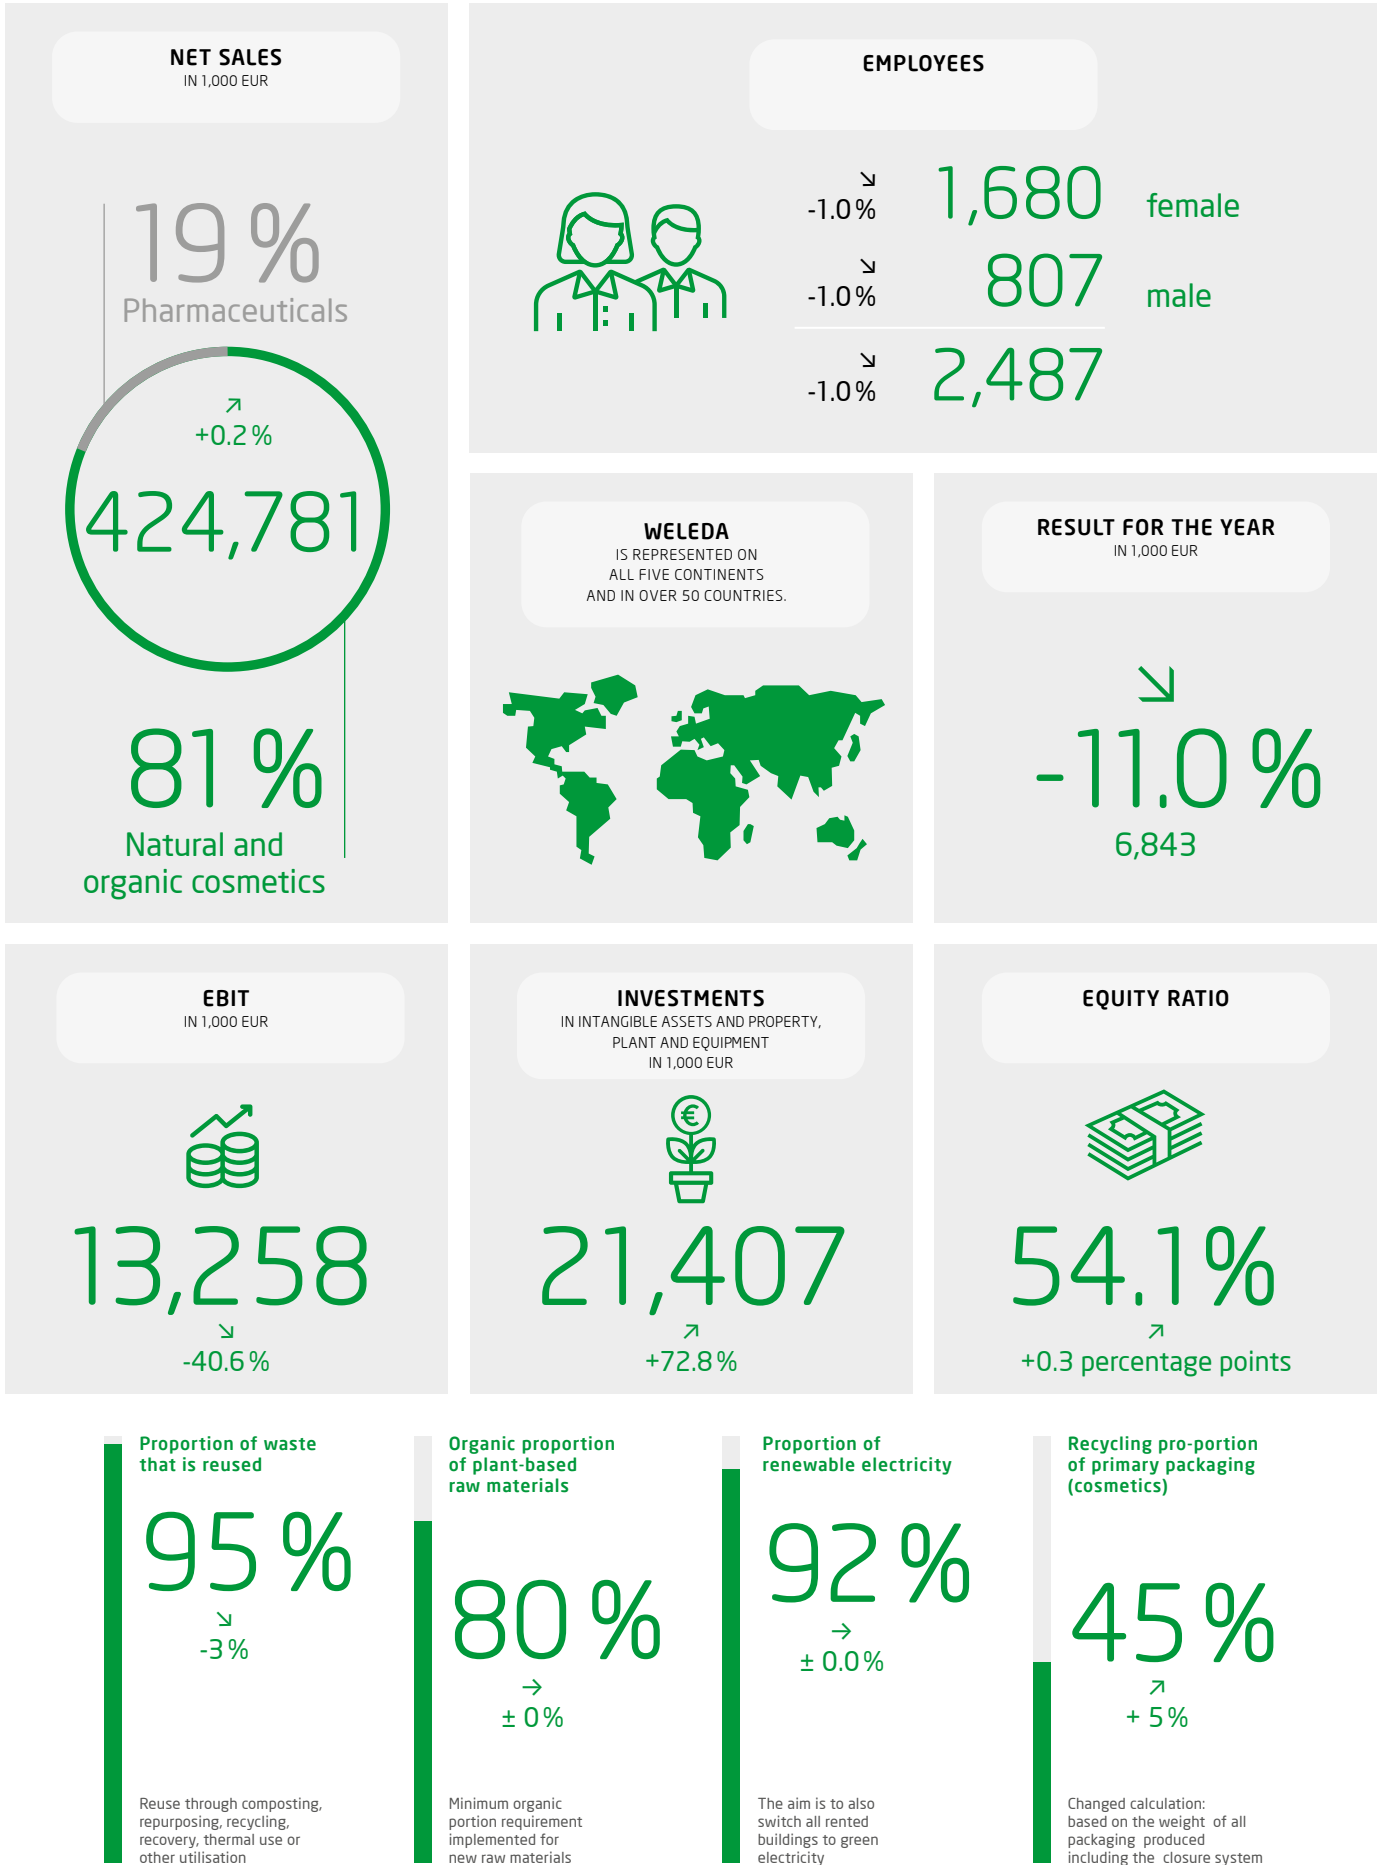 NET SALES
IN 1,000 EUR
19 %
Pharmaceuticals
+0.2 %
424,781
81 %
Natural and
organic cosmetics
EMPLOYEES
-1.0 %
1,680 female
-1.0 %
807 male
-1.0 %
2,487
WELEDA
IS REPRESENTED ON
ALL FIVE CONTINENTS
AND IN OVER 50 COUNTRIES.
RESULT FOR THE YEAR
IN 1,000 EUR
-11.0 %
6,843
EBIT
IN 1,000 EUR
13,258
-40.6 %
INVESTMENTS
IN INTANGIBLE ASSETS AND PROPERTY,
PLANT AND EQUIPMENT
IN 1,000 EUR
€
21,407
+72.8 %
EQUITY RATIO
54.1%
+0.3 percentage points
Proportion of waste
that is reused
95 %
-3 %
Reuse through composting,
repurposing, recycling,
recovery, thermal use or
other utilisation
Organic proportion
of plant-based
raw materials
80 %
± 0%
Minimum organic
portion requirement
implemented for
new raw materials
Proportion of
renewable electricity
92 %
± 0.0 %
The aim is to also
switch all rented
buildings to green
electricity
Recycling pro-portion
of primary packaging
(cosmetics)
45 %
+ 5 %
Changed calculation:
based on the weight of all
packaging produced
including the closure system